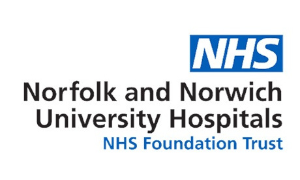 NHS
Norfolk and Norwich
University Hospitals
NHS Foundation Trust